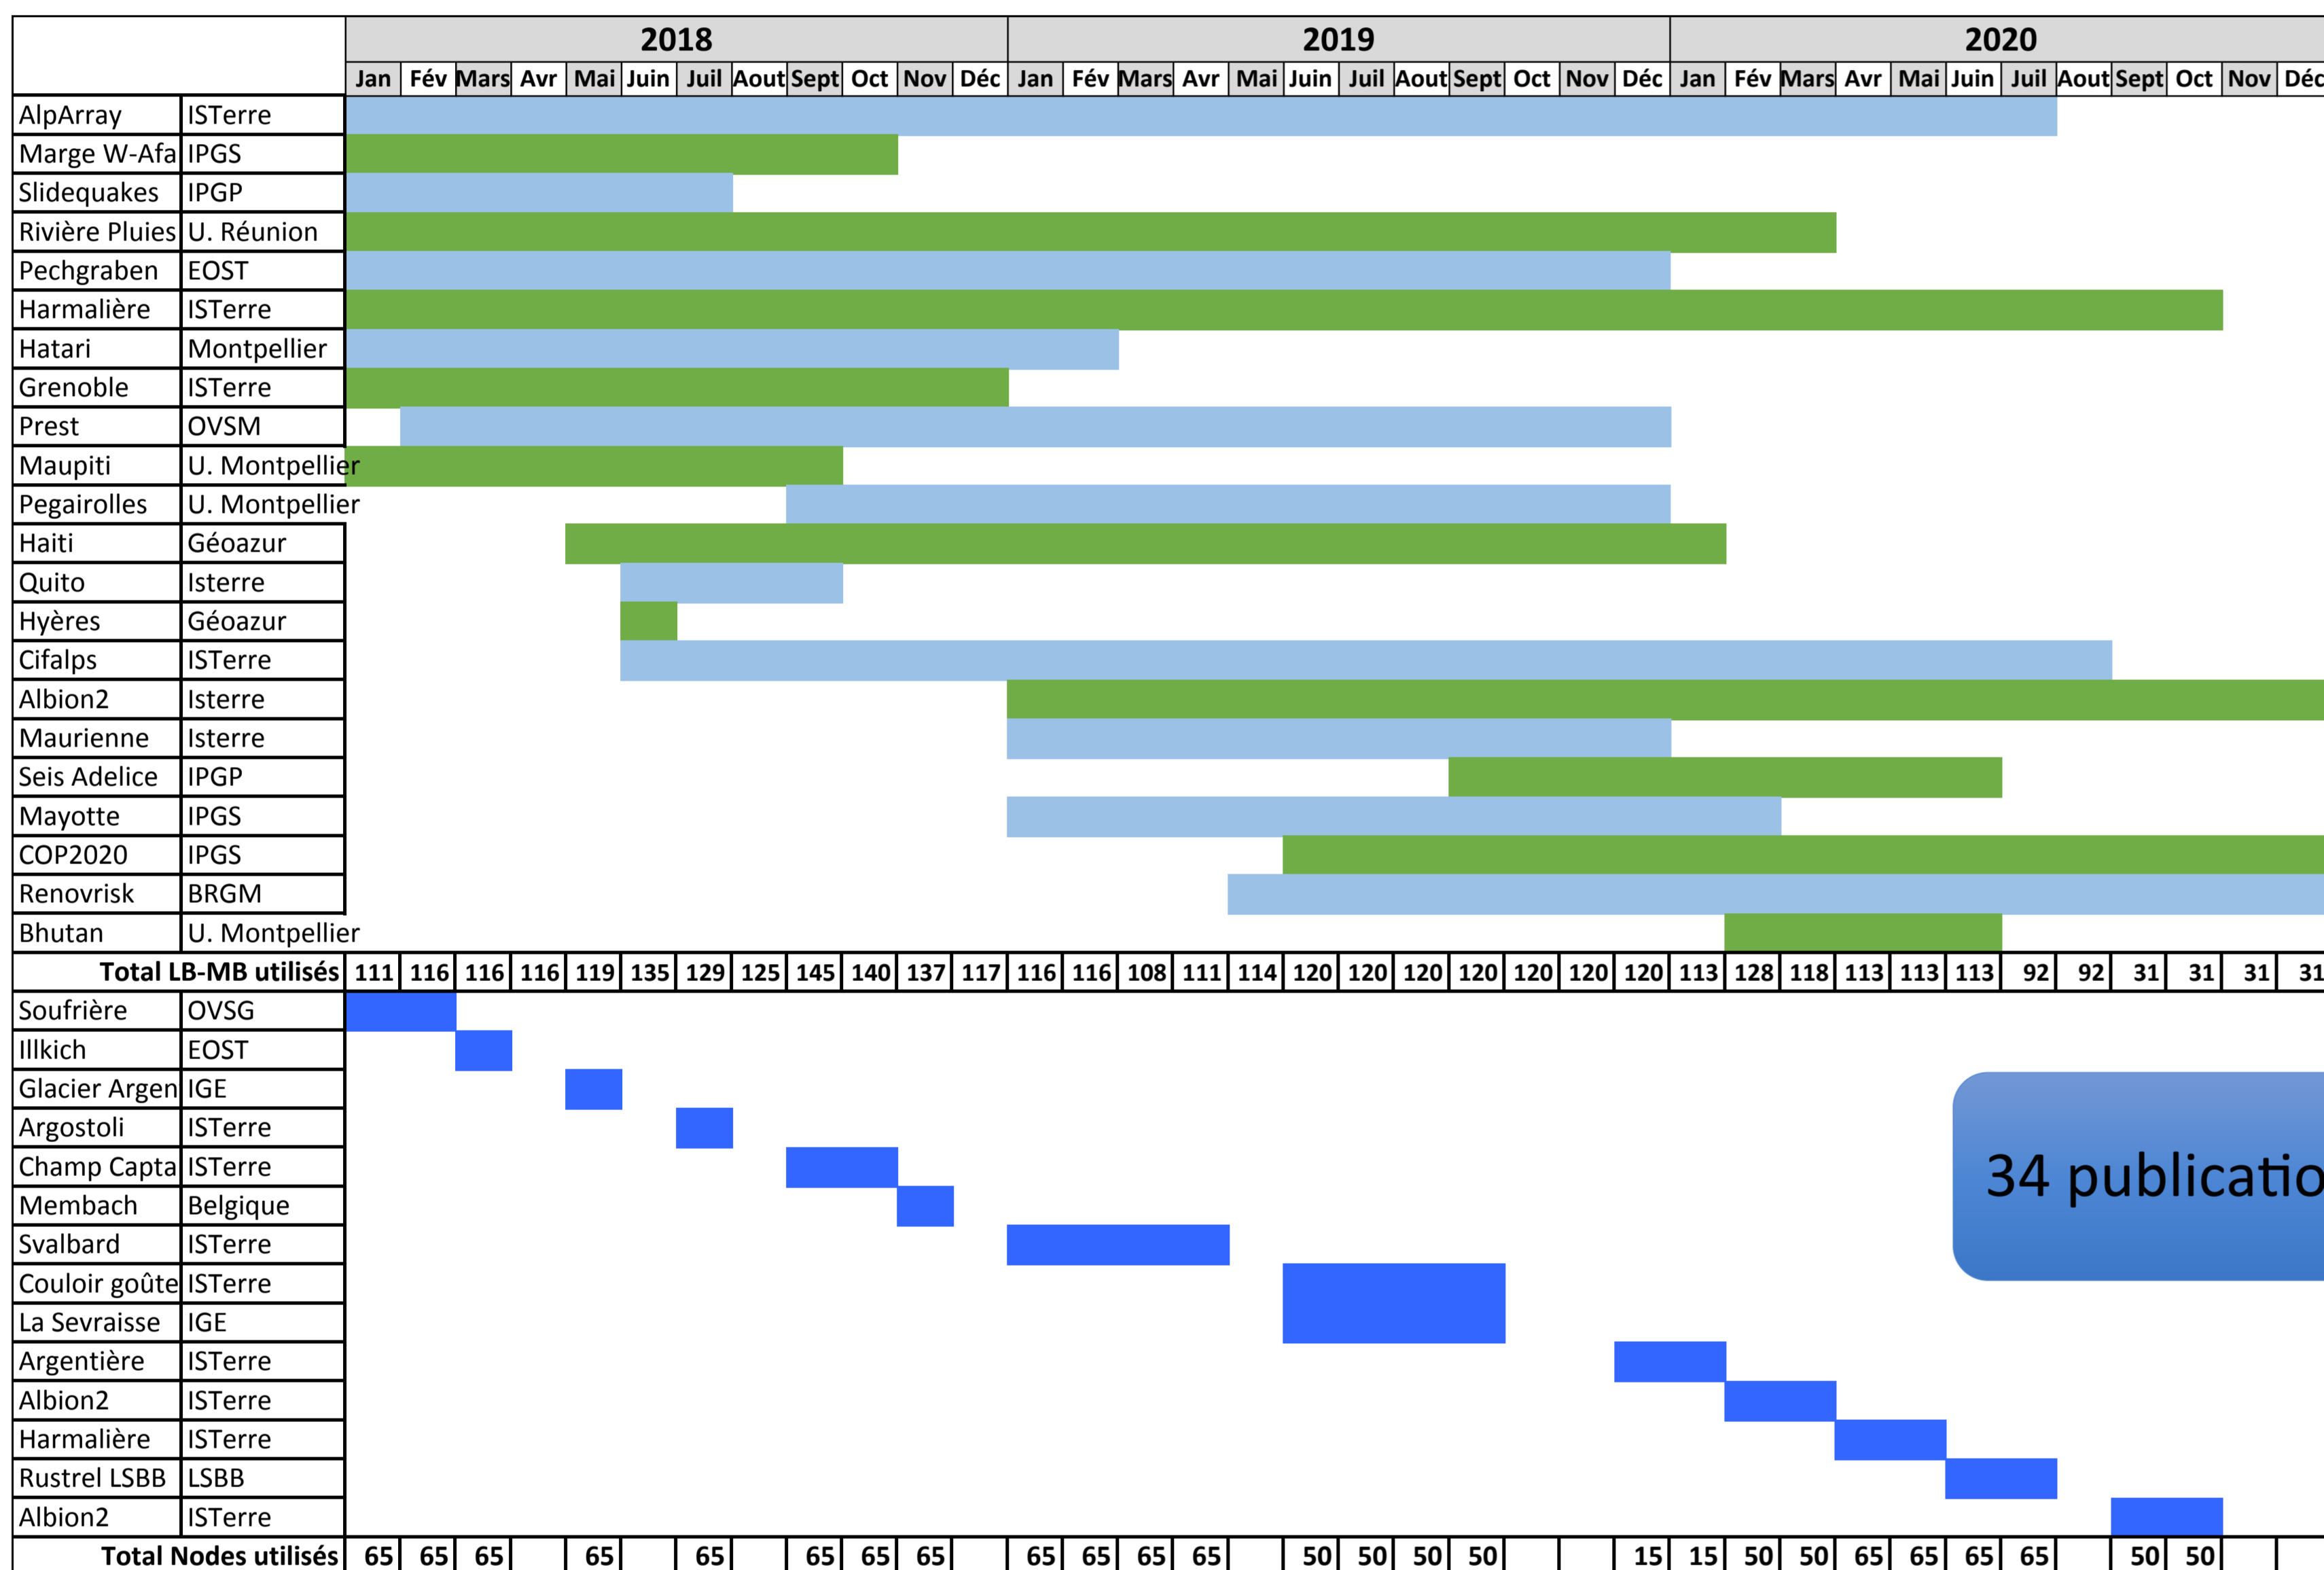 2018 2019 2020
Jan Fév Mars Avr Mai Juin Juil Aout Sept Oct Nov Déc Jan Fév Mars Avr Mai Juin Juil Aout Sept Oct Nov Déc Jan Fév Mars Avr Mai Juin Juil Aout Sept Oct Nov Déc
AlpArray ISTerre
Marge W-Afa IPGS
Slidequakes IPGP
Rivière Pluies U. Réunion
Pechgraben EOST
Harmalière ISTerre
Hatari Montpellier
Grenoble ISTerre
Prest OVSM
Maupiti U. Montpellier
Pegairolles U. Montpellier
Haiti Géoazur
Quito Isterre
Hyères Géoazur
Cifalps ISTerre
Albion2 Isterre
Maurienne Isterre
Seis Adelice IPGP
Mayotte IPGS
COP2020 IPGS
Renovrisk BRGM
Bhutan U. Montpellier
Total LB-MB utilisés 111 116 116 116 119 135 129 125 145 140 137 117 116 116 108 111 114 120 120 120 120 120 120 120 113 128 118 113 113 113 92 92 31 31 31 31
Soufrière OVSG
Illkich EOST
Glacier Argen IGE
Argostoli ISTerre
Champ Capta ISTerre
Membach Belgique
Svalbard ISTerre
Couloir goûte ISTerre
La Sevraisse IGE
Argentière ISTerre
Albion2 ISTerre
Harmalière ISTerre
Rustrel LSBB LSBB
Albion2 ISTerre
Total Nodes utilisés 65 65 65 65 65 65 65 65 65 65 65 65 50 50 50 50 15 15 50 50 65 65 65 65 50 50
34 publicatio